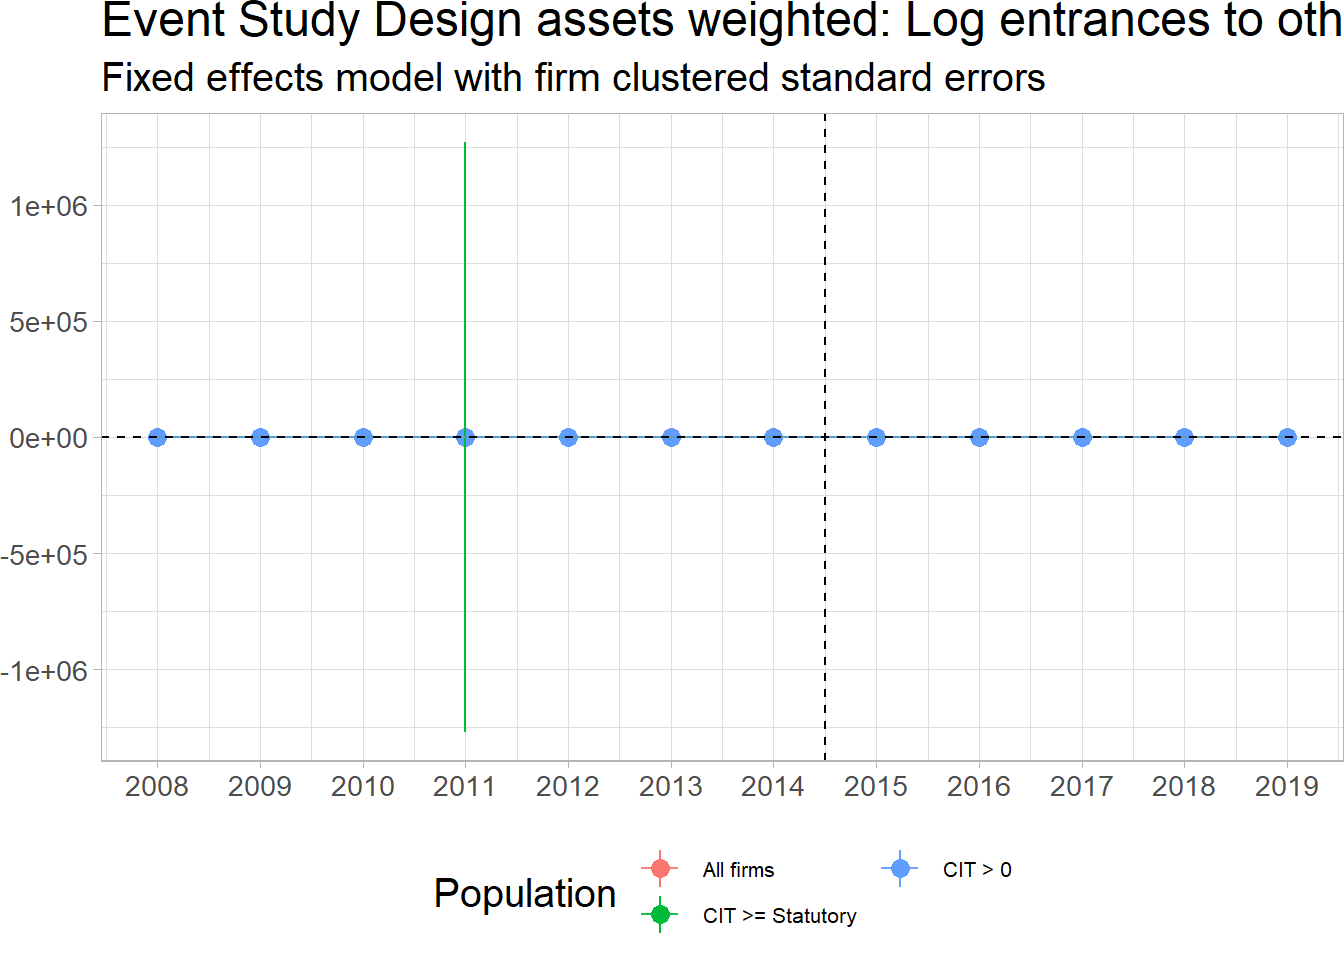 Event Study Design assets weighted: Log entrances to oth
Fixed effects model with firm clustered standard errors
1e+06
5e+05
0e+00
-5e+05
-1e+06
2008 2009 2010 2011 2012 2013 2014 2015 2016 2017 2018 2019
Population
All firms
CIT > 0
CIT >= Statutory